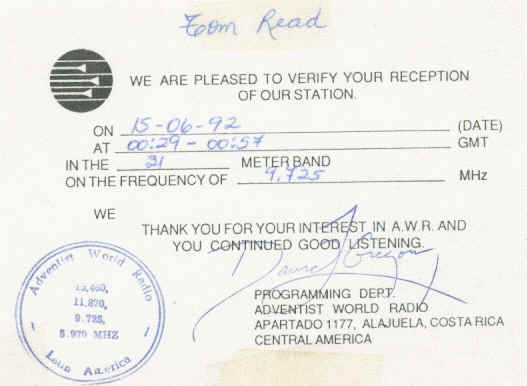 Tom Read
WE ARE PLEASED TO VERIFY YOUR RECEPTION
OF OUR STATION.
ON 15-06-92 (DATE)
AT 00:29 - 00:57 GMT
IN THE 31 METER BAND
ON THE FREQUENCY OF 9,725 MHz
WE
THANK YOU FOR YOUR INTEREST IN A.W.R. AND
YOU CONTINUED GOOD LISTENING.
PROGRAMMING DEPT.
ADVENTIST WORLD RADIO
APARTADO 1177, ALAJUELA, COSTA RICA
CENTRAL AMERICA
Adventist World Radio
11,870,
9.725,
5.970 MHZ
Latin America